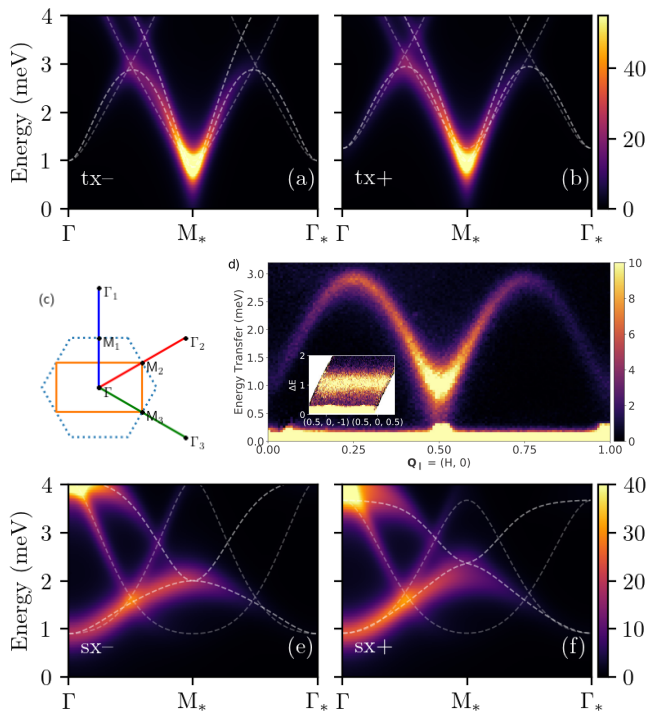 4
3
2
1
0
Energy (meV)
tx–
(a)
Γ
M*
Γ*
tx+
(b)
Γ
M*
Γ*
40
20
0
(c)
Γ1
M1
Γ2
M2
Γ
M3
Γ3
d)
3.0
2.5
2.0
1.5
1.0
0.5
0.0
Energy Transfer (meV)
2
1
0
ΔE
(0.5, 0, -1) (0.5, 0, 0.5)
0.00 0.25 0.50 0.75 1.00
Q| = (H, 0)
10
8
6
4
2
0
4
3
2
1
0
Energy (meV)
sx–
(e)
Γ
M*
Γ*
sx+
(f)
Γ
M*
Γ*
40
30
20
10
0